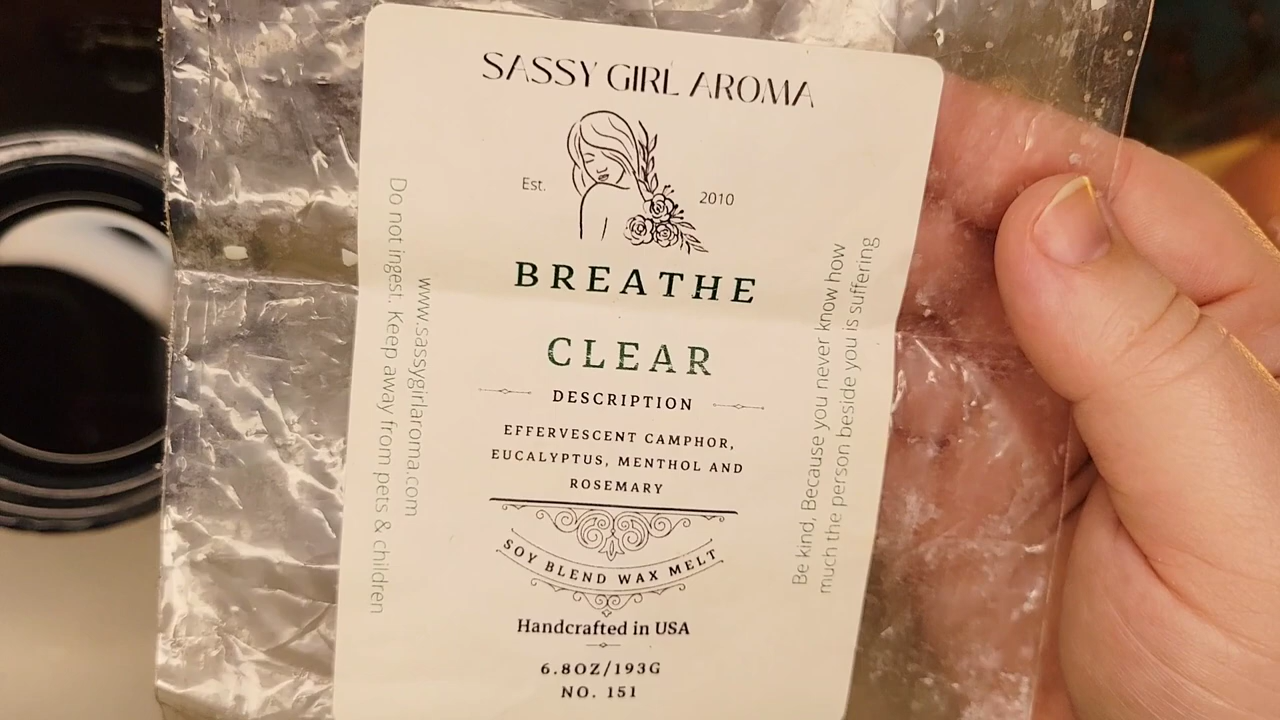 SASSY GIRL AROMA
Est. 2010
BREATHE
CLEAR
DESCRIPTION
EFFERVESCENT CAMPHOR,
EUCALYPTUS, MENTHOL AND
ROSEMARY
SOY BLEND WAX MELT
Handcrafted in USA
6.8OZ/193G
NO. 151
www.sassygirlaroma.com
Do not ingest. Keep away from pets & children
Be kind, Because you never know how
much the person beside you is suffering